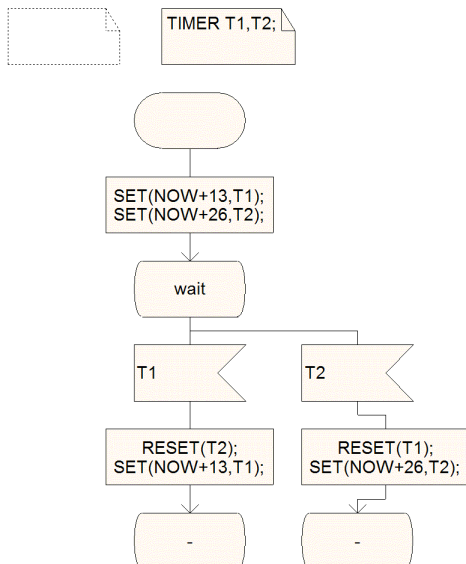 TIMER T1,T2;
SET(NOW+13,T1);
SET(NOW+26,T2);
wait
T1
T2
RESET(T2);
SET(NOW+13,T1);
RESET(T1);
SET(NOW+26,T2);
-
-